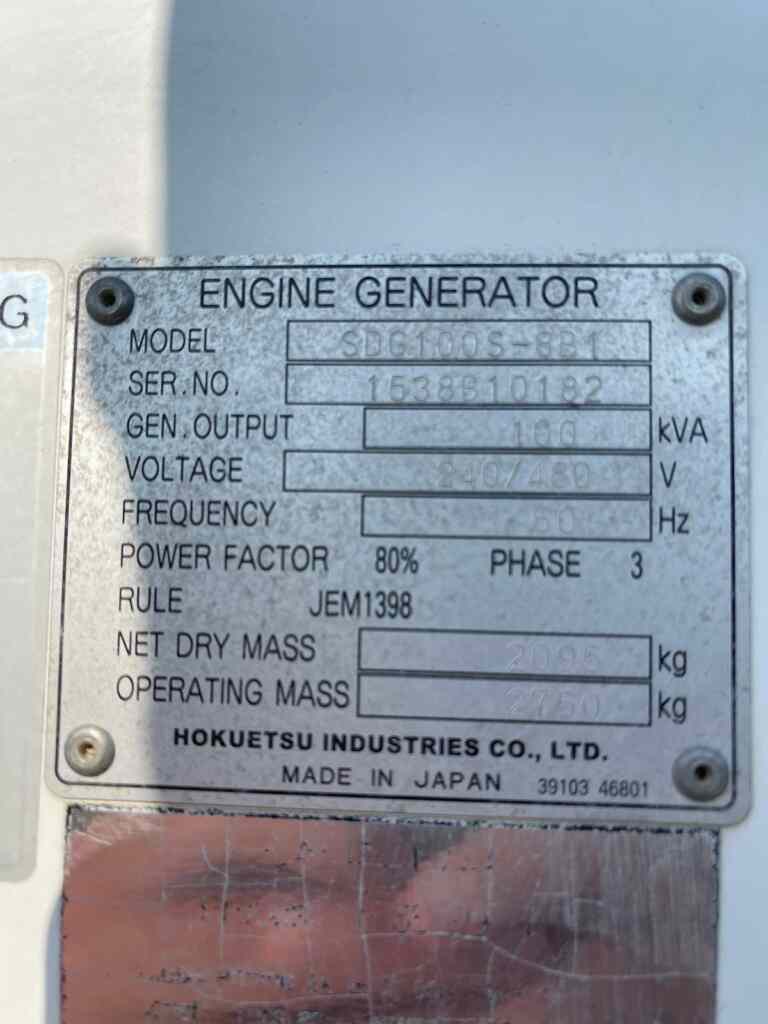 G
ENGINE GENERATOR
MODEL SDG100S-8B1
SER.NO. 1538B10182
GEN.OUTPUT 100 kVA
VOLTAGE 240/480 V
FREQUENCY 60 Hz
POWER FACTOR 80% PHASE 3
RULE JEM1398
NET DRY MASS 2095 kg
OPERATING MASS 2750 kg
HOKUETSU INDUSTRIES CO., LTD.
MADE IN JAPAN 39103 46801